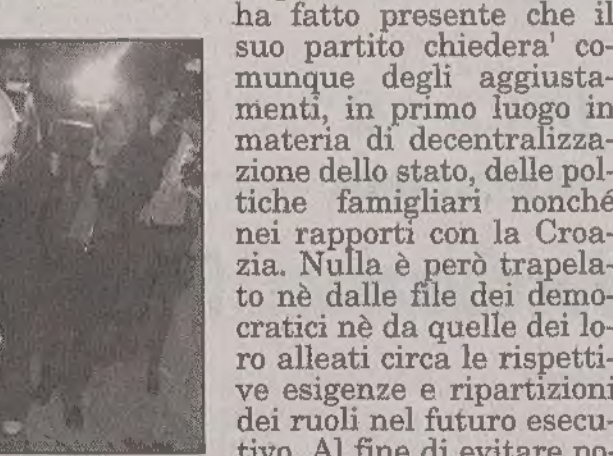 ha fatto presente che il
suo partito chiedera' co-
munque degli aggiusta-
menti, in primo luogo in
materia di decentralizza-
zione dello stato, delle pol-
tiche famigliari nonché
nei rapporti con la Croa-
zia. Nulla è però trapela-
to nè dalle file dei demo-
cratici nè da quelle dei lo-
ro alleati circa le rispetti-
ve esigenze e ripartizioni
dei ruoli nel futuro esecu-
tivo. Al fine di evitare no-